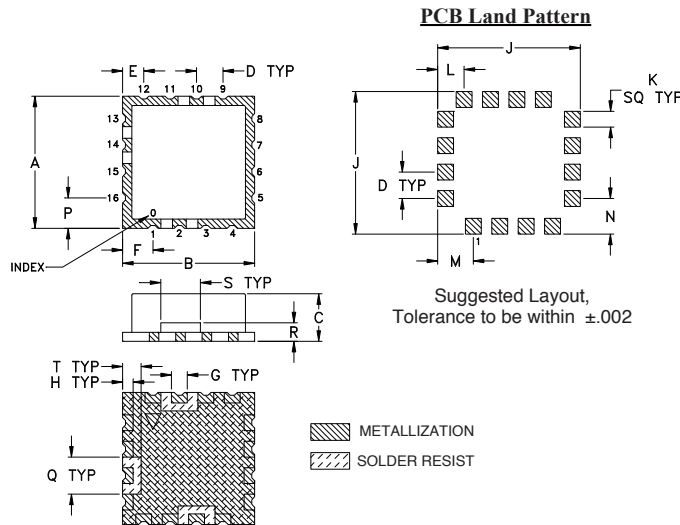 PCB Land Pattern
E
D TYP
12 11 10 9
13
14
15
16
8
7
6
5
A
P
0
1 2 3 4
F
INDEX
B
J
L
K
SQ TYP
J
D TYP
N
1
M
Suggested Layout,
Tolerance to be within ±.002
S TYP
C
R
T TYP
H TYP
G TYP
Q TYP
METALLIZATION
SOLDER RESIST